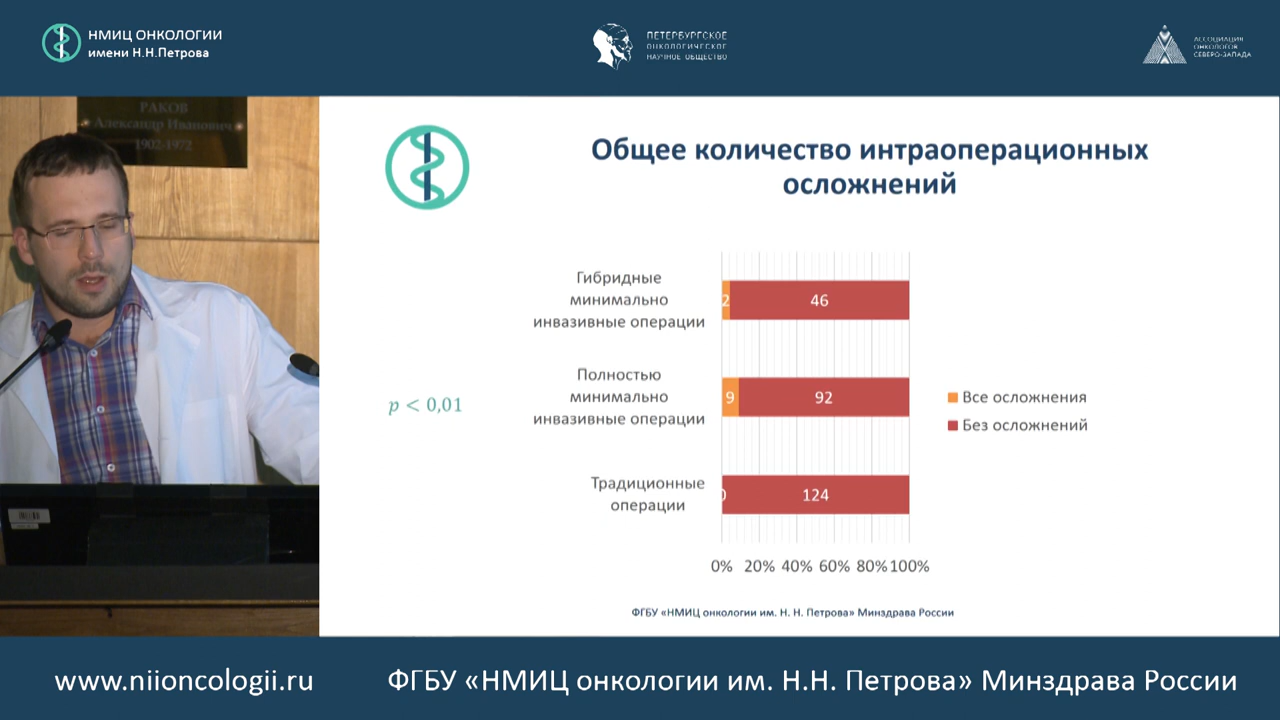 НМИЦ ОНКОЛОГИИ
имени Н.Н.Петрова
ПЕТЕРБУРГСКОЕ
ОНКОЛОГИЧЕСКОЕ
НАУЧНОЕ ОБЩЕСТВО
АССОЦИАЦИЯ
ОНКОЛОГОВ
СЕВЕРО-ЗАПАДА
РАКОВ
Александр Иванович
1902-1972
Общее количество интраоперационных
осложнений
Гибридные
минимально
инвазивные операции
2
46
Полностью
минимально
инвазивные операции
9
92
p < 0,01
Все осложнения
Без осложнений
Традиционные
операции
0
124
0% 20% 40% 60% 80% 100%
ФГБУ «НМИЦ онкологии им. Н. Н. Петрова» Минздрава России
www.niioncologii.ru
ФГБУ «НМИЦ онкологии им. Н.Н. Петрова» Минздрава России